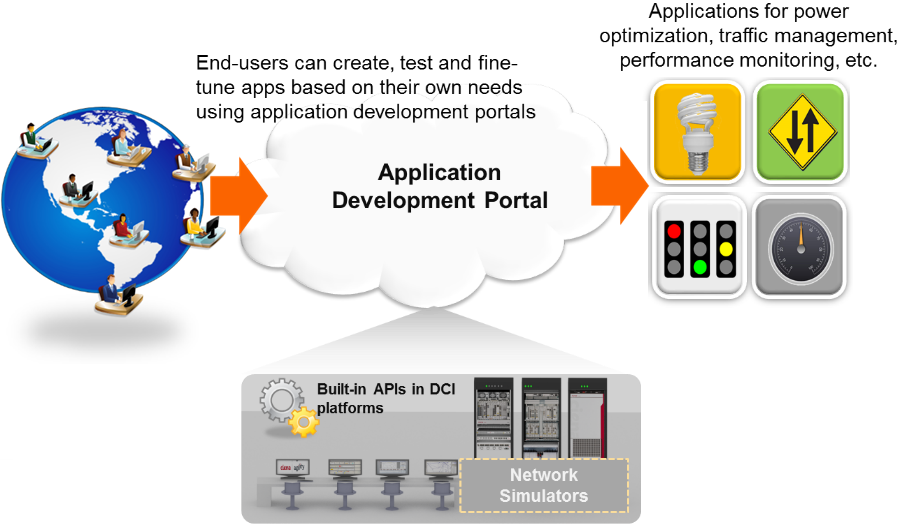 Applications for power
optimization, traffic management,
performance monitoring, etc.
End-users can create, test and fine-
tune apps based on their own needs
using application development portals
Application
Development Portal
Built-in APIs in DCI
platforms
Network
Simulators